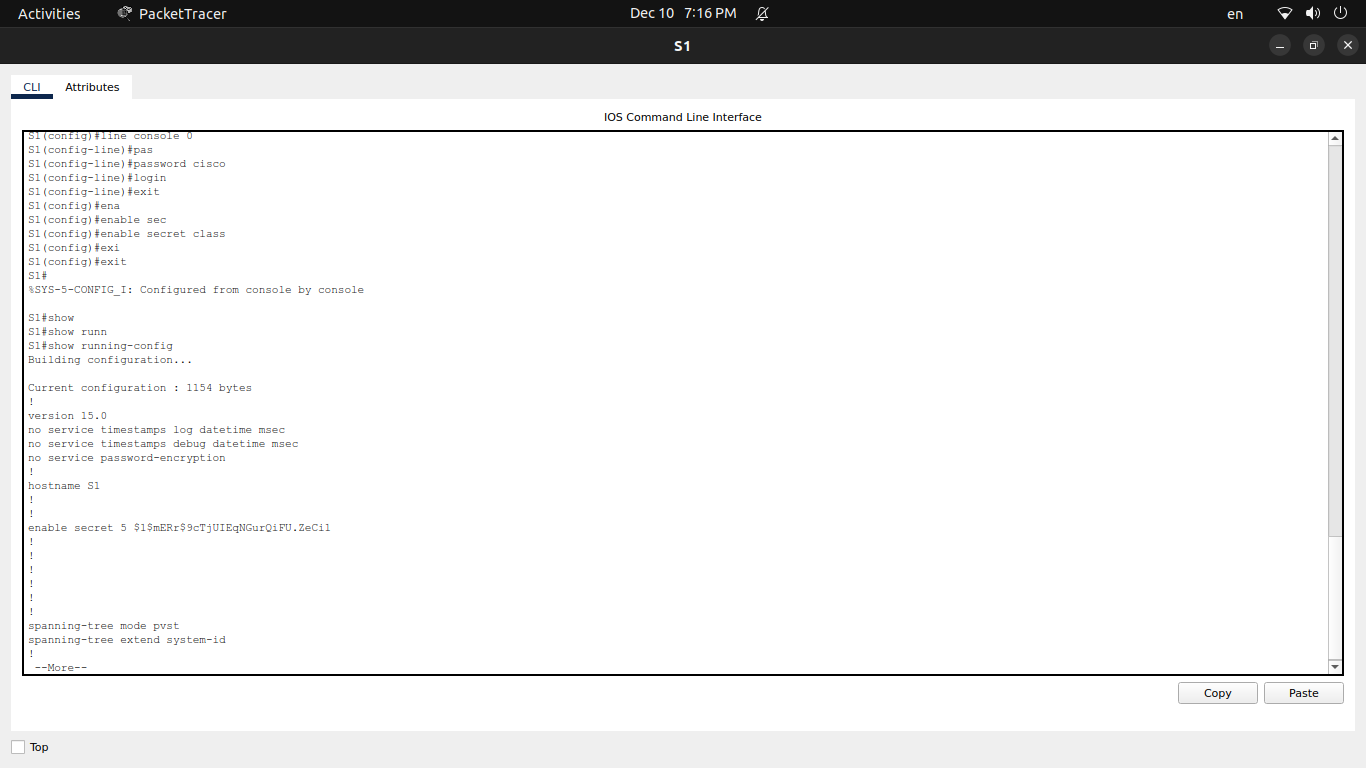 Activities
PacketTracer
Dec 10 7:16 PM
en
S1
CLI
Attributes
IOS Command Line Interface
S1(config)#line console 0
S1(config-line)#pas
S1(config-line)#password cisco
S1(config-line)#login
S1(config-line)#exit
S1(config)#ena
S1(config)#enable sec
S1(config)#enable secret class
S1(config)#exi
S1(config)#exit
S1#
%SYS-5-CONFIG_I: Configured from console by console
S1#show
S1#show runn
S1#show running-config
Building configuration...
Current configuration : 1154 bytes
!
version 15.0
no service timestamps log datetime msec
no service timestamps debug datetime msec
no service password-encryption
!
hostname S1
!
!
enable secret 5 $1$mERr$9cTjUIEqNGurQiFU.ZeCi1
!
!
!
!
!
!
spanning-tree mode pvst
spanning-tree extend system-id
!
--More--
Copy
Paste
Top